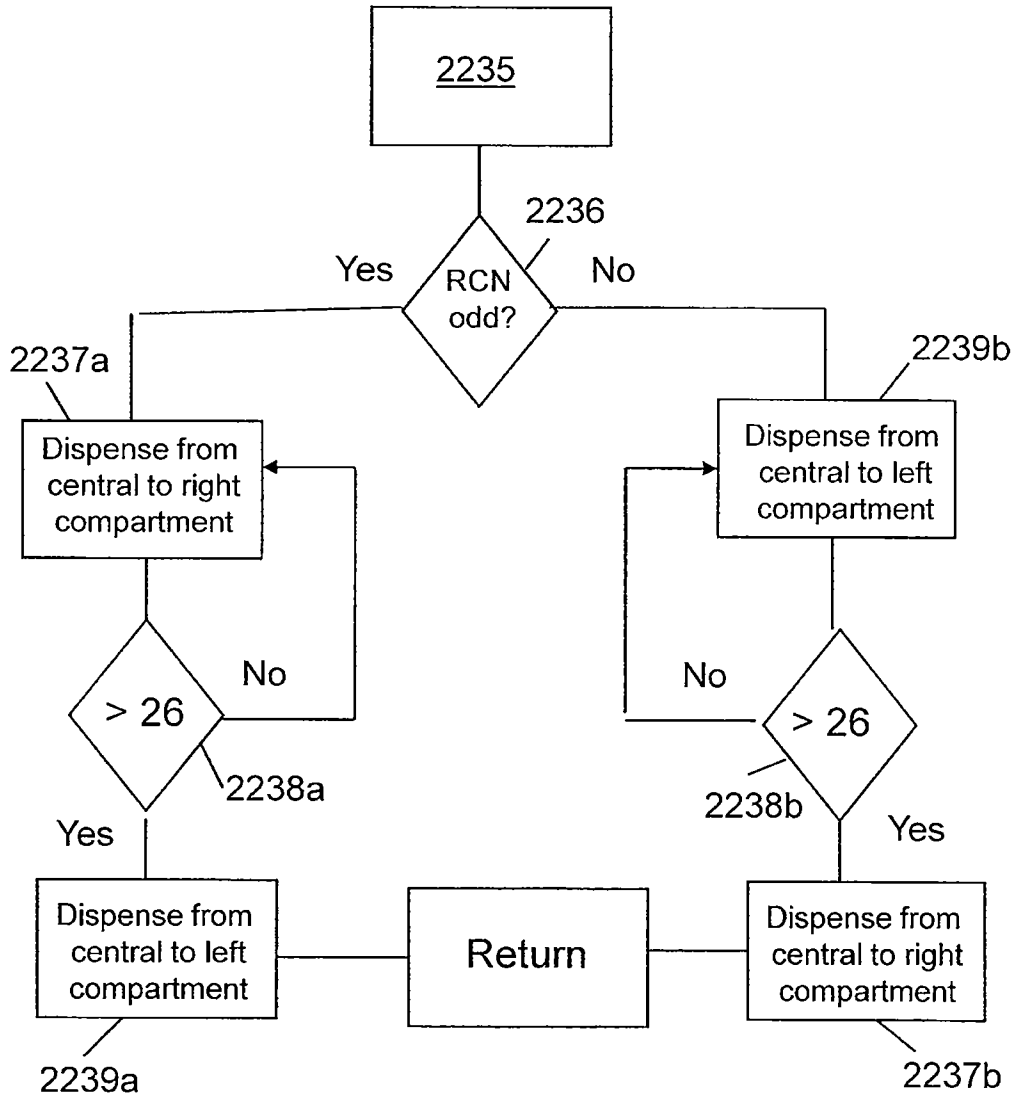 2235
2236
Yes
RCN
odd?
No
2237a
2239b
Dispense from
central to right
compartment
Dispense from
central to left
compartment
> 26
No
2238a
No
> 26
2238b
Yes
Yes
Dispense from
central to left
compartment
Return
Dispense from
central to right
compartment
2239a
2237b